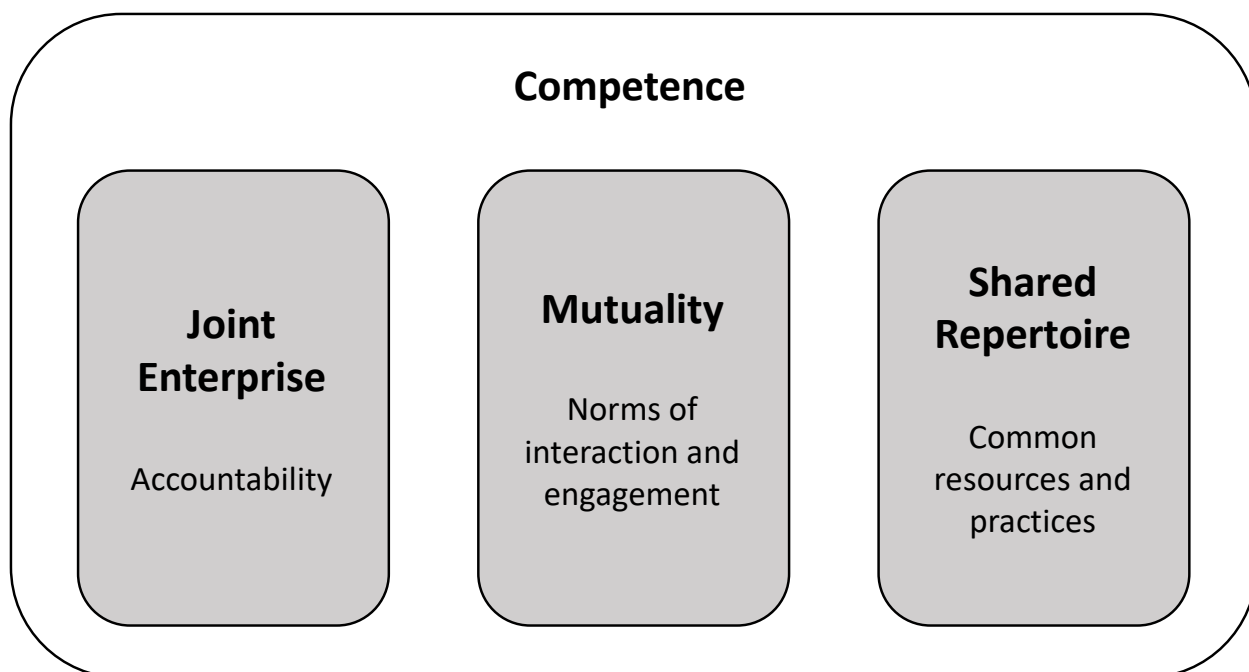 Competence
Joint
Enterprise
Accountability
Mutuality
Norms of
interaction and
engagement
Shared
Repertoire
Common
resources and
practices